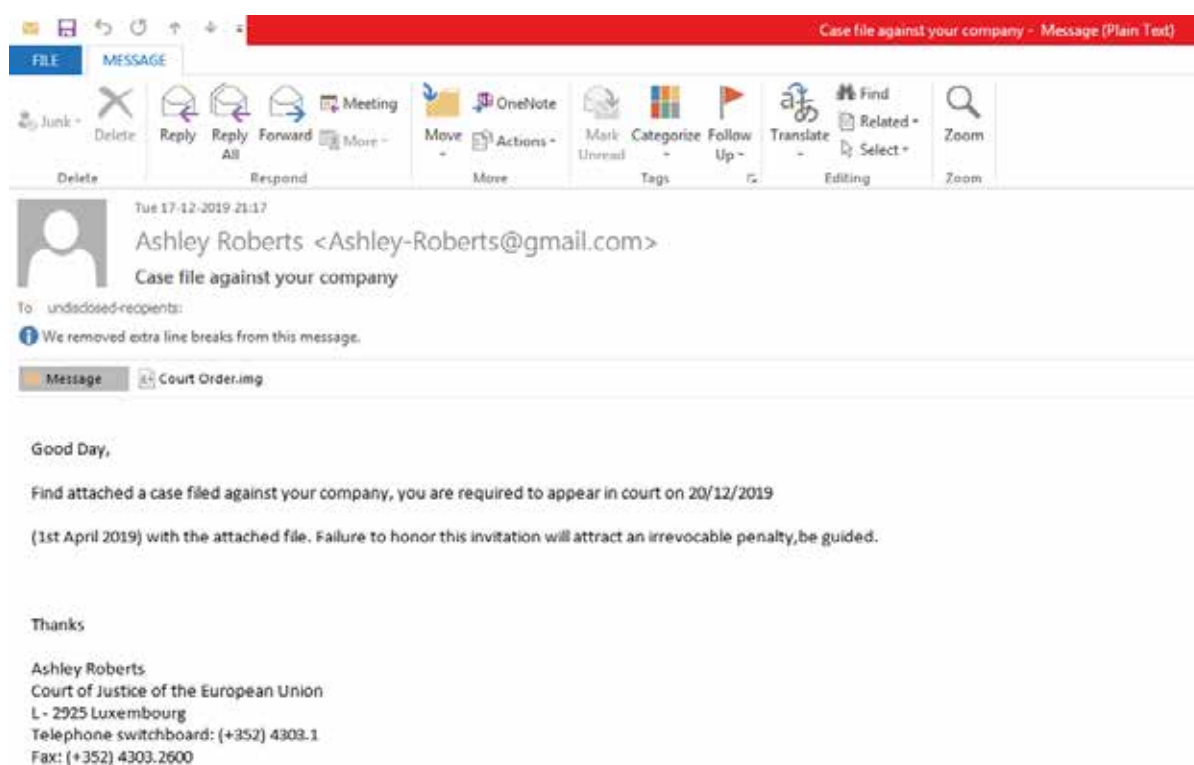 Case file against your company - Message (Plain Text)
FILE MESSAGE
Junk
Delete
Reply
Reply All
Forward
Meeting
More
Move
OneNote
Actions
Mark Unread
Categorize
Follow Up
Translate
Find
Related
Select
Zoom
Delete Respond Move Tags Editing Zoom
Tue 17-12-2019 21:17
Ashley Roberts <Ashley-Roberts@gmail.com>
Case file against your company
To undisclosed-recipients:
We removed extra line breaks from this message.
Message Court Order.img
Good Day,
Find attached a case filed against your company, you are required to appear in court on 20/12/2019
(1st April 2019) with the attached file. Failure to honor this invitation will attract an irrevocable penalty,be guided.
Thanks
Ashley Roberts
Court of Justice of the European Union
L - 2925 Luxembourg
Telephone switchboard: (+352) 4303.1
Fax: (+352) 4303.2600